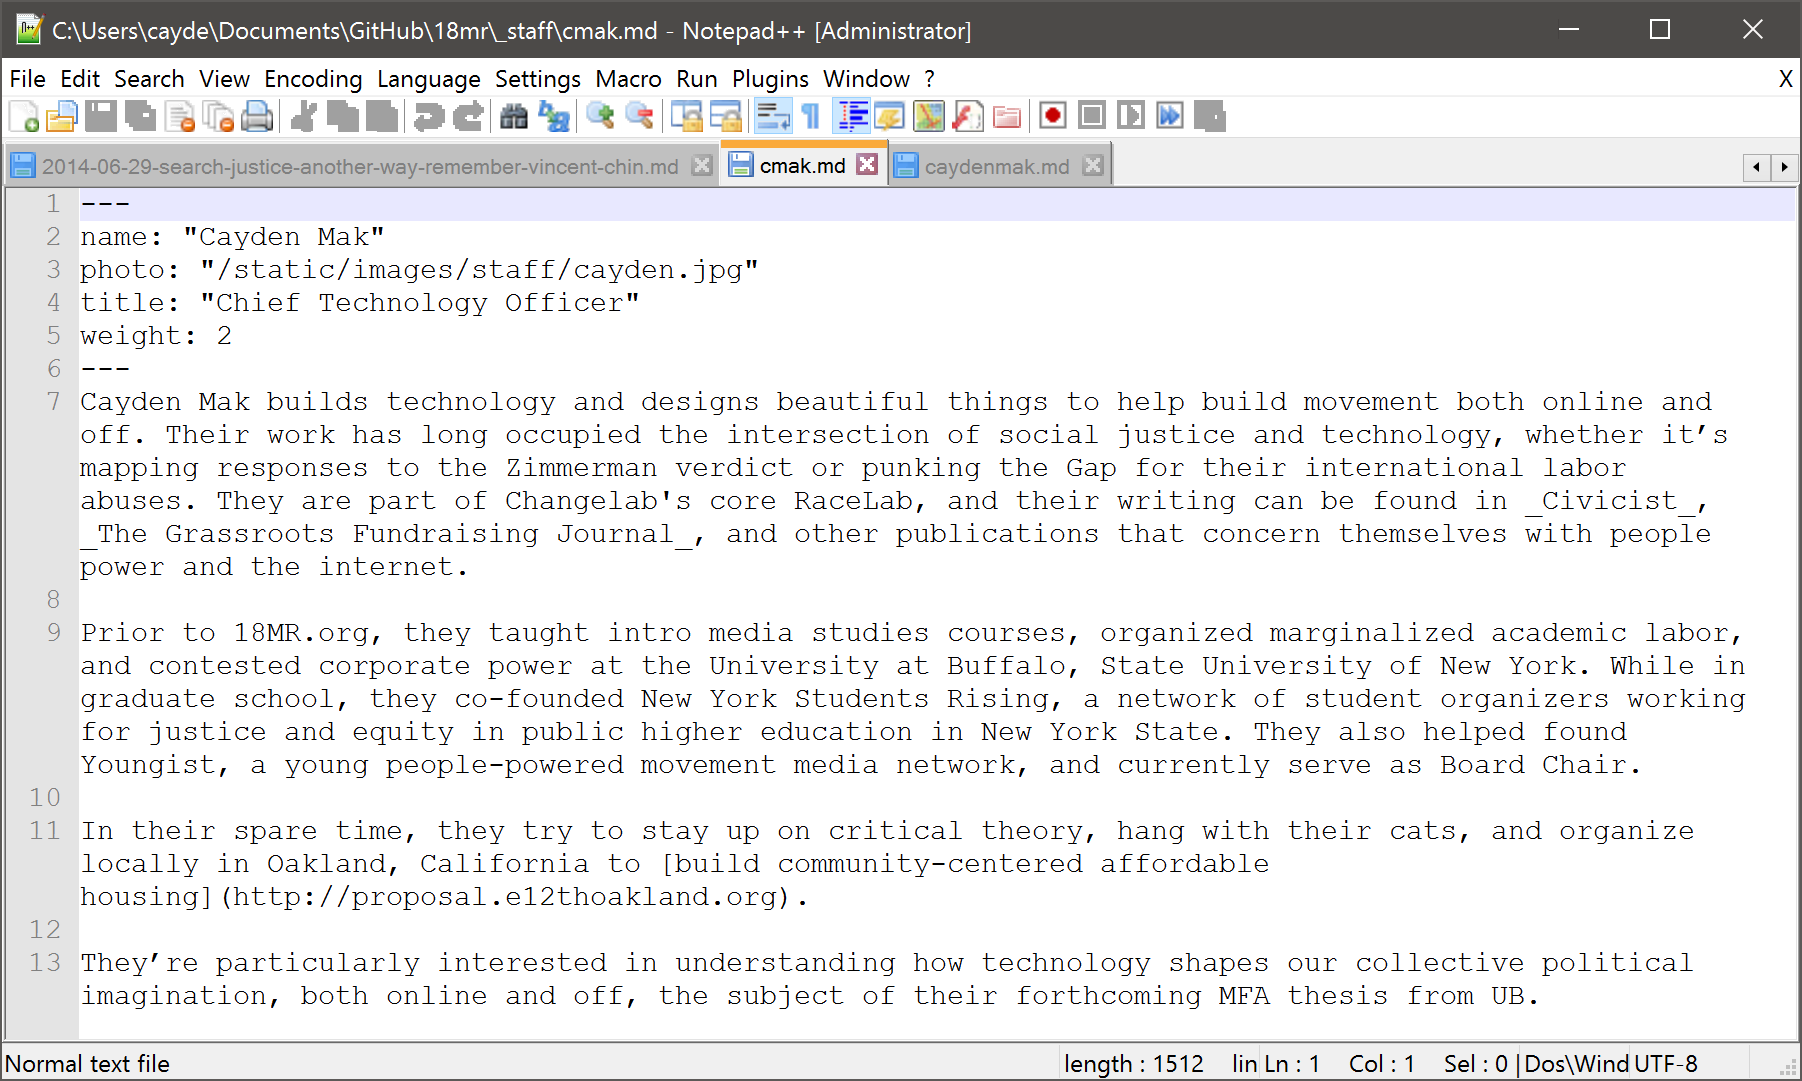 C:\Users\cayde\Documents\GitHub\18mr\_staff\cmak.md - Notepad++ [Administrator]
File Edit Search View Encoding Language Settings Macro Run Plugins Window ? X
2014-06-29-search-justice-another-way-remember-vincent-chin.md cmak.md caydenmak.md
1 ---
2 name: "Cayden Mak"
3 photo: "/static/images/staff/cayden.jpg"
4 title: "Chief Technology Officer"
5 weight: 2
6 ---
7 Cayden Mak builds technology and designs beautiful things to help build movement both online and
off. Their work has long occupied the intersection of social justice and technology, whether it’s
mapping responses to the Zimmerman verdict or punking the Gap for their international labor
abuses. They are part of Changelab's core RaceLab, and their writing can be found in _Civicist_,
_The Grassroots Fundraising Journal_, and other publications that concern themselves with people
power and the internet.
8
9 Prior to 18MR.org, they taught intro media studies courses, organized marginalized academic labor,
and contested corporate power at the University at Buffalo, State University of New York. While in
graduate school, they co-founded New York Students Rising, a network of student organizers working
for justice and equity in public higher education in New York State. They also helped found
Youngist, a young people-powered movement media network, and currently serve as Board Chair.
10
11 In their spare time, they try to stay up on critical theory, hang with their cats, and organize
locally in Oakland, California to [build community-centered affordable
housing](http://proposal.e12thoakland.org).
12
13 They’re particularly interested in understanding how technology shapes our collective political
imagination, both online and off, the subject of their forthcoming MFA thesis from UB.
Normal text file length : 1512 lin Ln : 1 Col : 1 Sel : 0 | Dos\Wind UTF-8